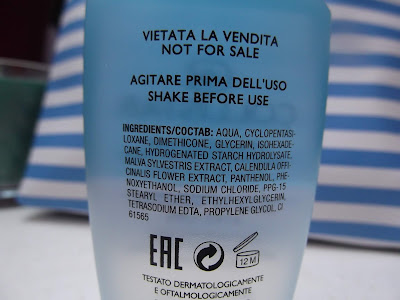 VIETATA LA VENDITA
NOT FOR SALE
AGITARE PRIMA DELL'USO
SHAKE BEFORE USE
INGREDIENTS/COCTAB: AQUA, CYCLOPENTASI-
LOXANE, DIMETHICONE, GLYCERIN, ISOHEXADE-
CANE, HYDROGENATED STARCH HYDROLYSATE,
MALVA SYLVESTRIS EXTRACT, CALENDULA OFFI-
CINALIS FLOWER EXTRACT, PANTHENOL, PHE-
NOXYETHANOL, SODIUM CHLORIDE, PPG-15
STEARYL ETHER, ETHYLHEXYLGLYCERIN,
TETRASODIUM EDTA, PROPYLENE GLYCOL, CI
61565
EAC 12 M
TESTATO DERMATOLOGICAMENTE
E OFTALMOLOGICAMENTE